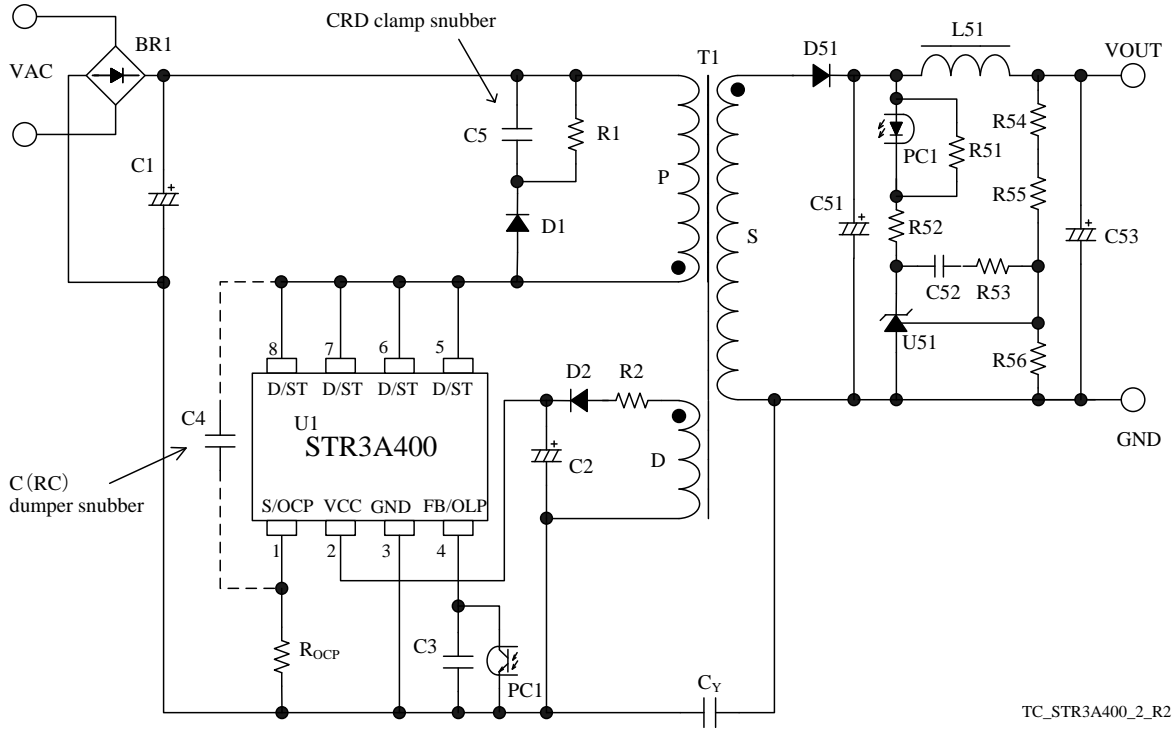 CRD clamp snubber
L51
BR1
D51
VOUT
T1
VAC
C5
R1
R54
PC1
R51
C1
P
R55
C51
R52
D1
S
C53
C52
R53
8
7
6
5
U51
D2
R2
R56
D/ST
D/ST
D/ST
D/ST
C4
U1
STR3A400
C2
D
GND
C（RC）
dumper snubber
S/OCP
VCC
GND
FB/OLP
1
2
3
4
C3
ROCP
PC1
CY
TC_STR3A400_2_R2